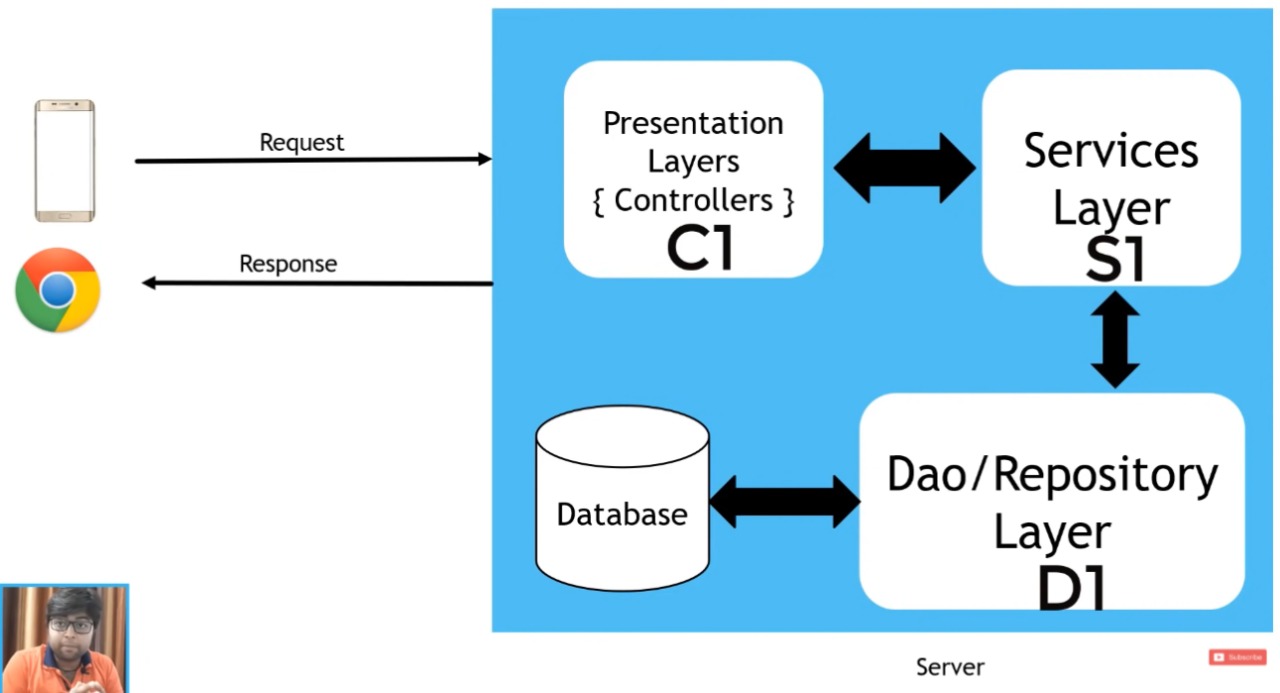 Request
Response
Presentation
Layers
{ Controllers }
C1
Services
Layer
S1
Database
Dao/Repository
Layer
D1
Server
Subscribe